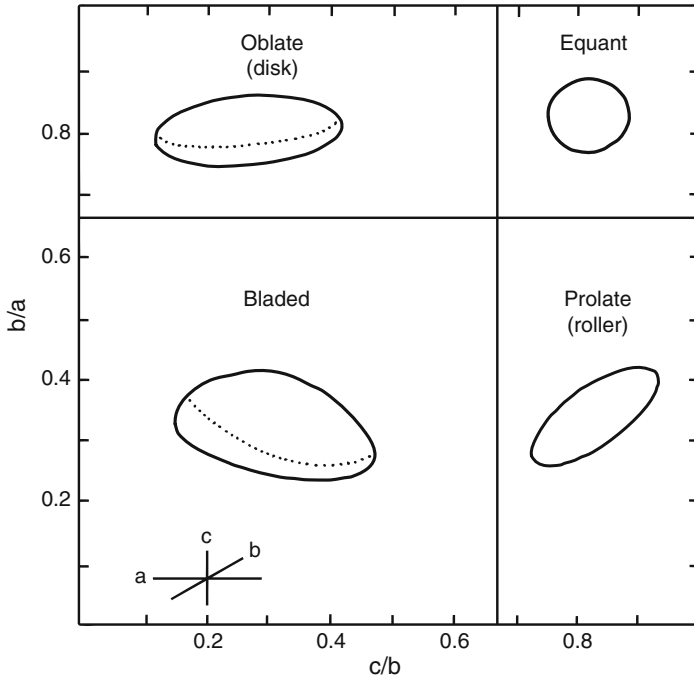 Oblate
(disk)
Equant
0.8
0.6
Bladed
Prolate
(roller)
b/a
0.4
0.2
c
b
a
0.2
0.4
0.6
0.8
c/b